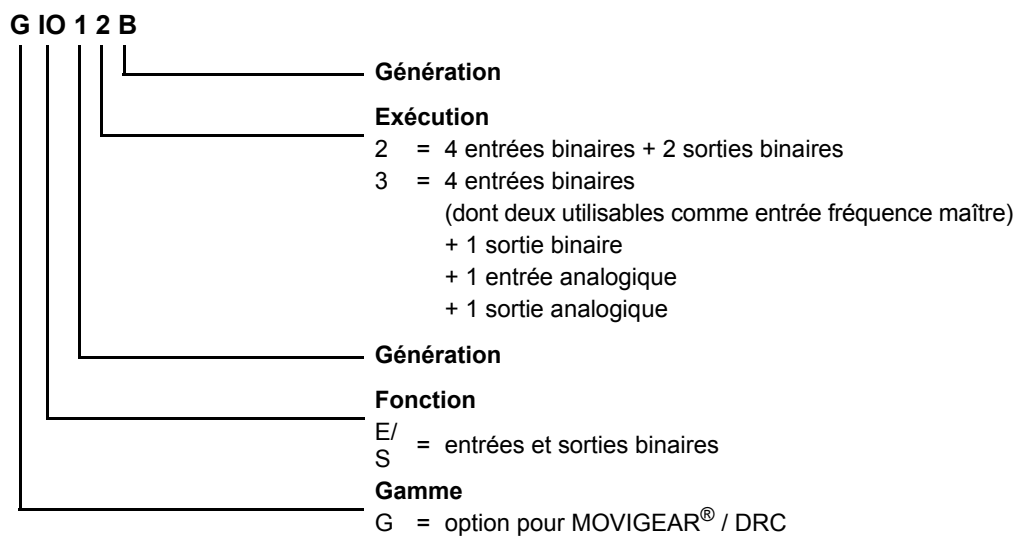 G IO 1 2 B
Génération
Exécution
2 = 4 entrées binaires + 2 sorties binaires
3 = 4 entrées binaires
(dont deux utilisables comme entrée fréquence maître)
+ 1 sortie binaire
+ 1 entrée analogique
+ 1 sortie analogique
Génération
Fonction
E/
S = entrées et sorties binaires
Gamme
G = option pour MOVIGEAR® / DRC